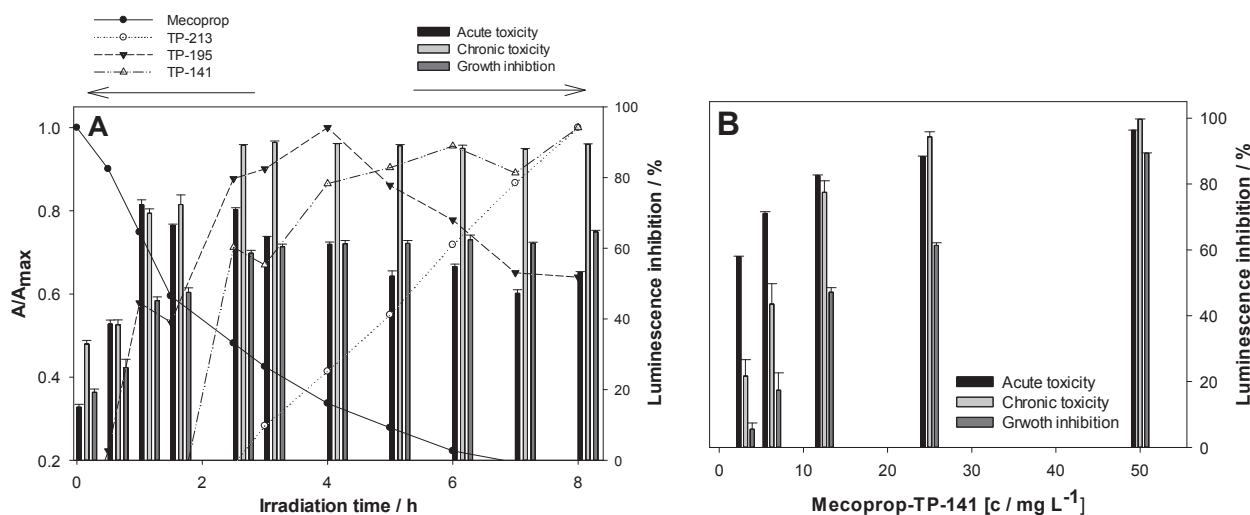 Mecoprop
TP-213
TP-195
TP-141
Acute toxicity
Chronic toxicity
Growth inhibtion
A
1.0
0.8
0.6
0.4
0.2
A/Amax
100
80
60
40
20
0
Luminescence inhibition / %
0 2 4 6 8
Irradiation time / h
B
100
80
60
40
20
0
Luminescence inhibition / %
Acute toxicity
Chronic toxicity
Grwoth inhibition
0 10 20 30 40 50
Mecoprop-TP-141 [c / mg L-1]